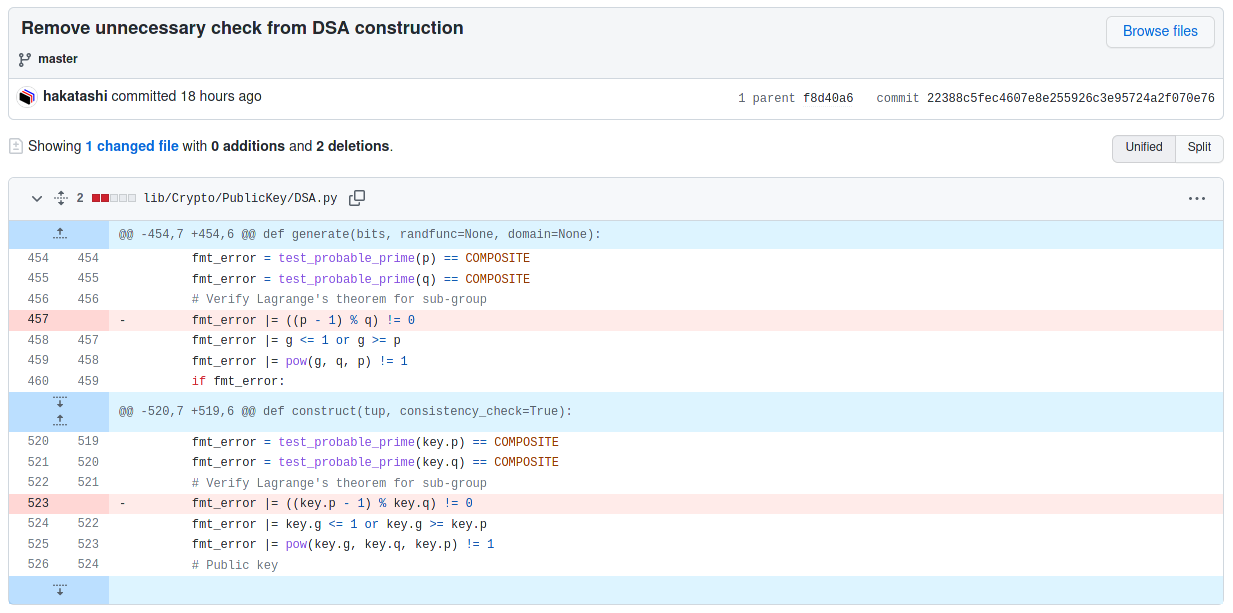 Remove unnecessary check from DSA construction
Browse files
master
hakatashi committed 18 hours ago
1 parent f8d40a6 commit 22388c5fec4607e8e255926c3e95724a2f070e76
Showing 1 changed file with 0 additions and 2 deletions.
Unified Split
2 lib/Crypto/PublicKey/DSA.py
@@ -454,7 +454,6 @@ def generate(bits, randfunc=None, domain=None):
454 454 fmt_error = test_probable_prime(p) == COMPOSITE
455 455 fmt_error = test_probable_prime(q) == COMPOSITE
456 456 # Verify Lagrange's theorem for sub-group
457 - fmt_error |= ((p - 1) % q) != 0
458 457 fmt_error |= g <= 1 or g >= p
459 458 fmt_error |= pow(g, q, p) != 1
460 459 if fmt_error:
@@ -520,7 +519,6 @@ def construct(tup, consistency_check=True):
520 519 fmt_error = test_probable_prime(key.p) == COMPOSITE
521 520 fmt_error = test_probable_prime(key.q) == COMPOSITE
522 521 # Verify Lagrange's theorem for sub-group
523 - fmt_error |= ((key.p - 1) % key.q) != 0
524 522 fmt_error |= key.g <= 1 or key.g >= key.p
525 523 fmt_error |= pow(key.g, key.q, key.p) != 1
526 524 # Public key